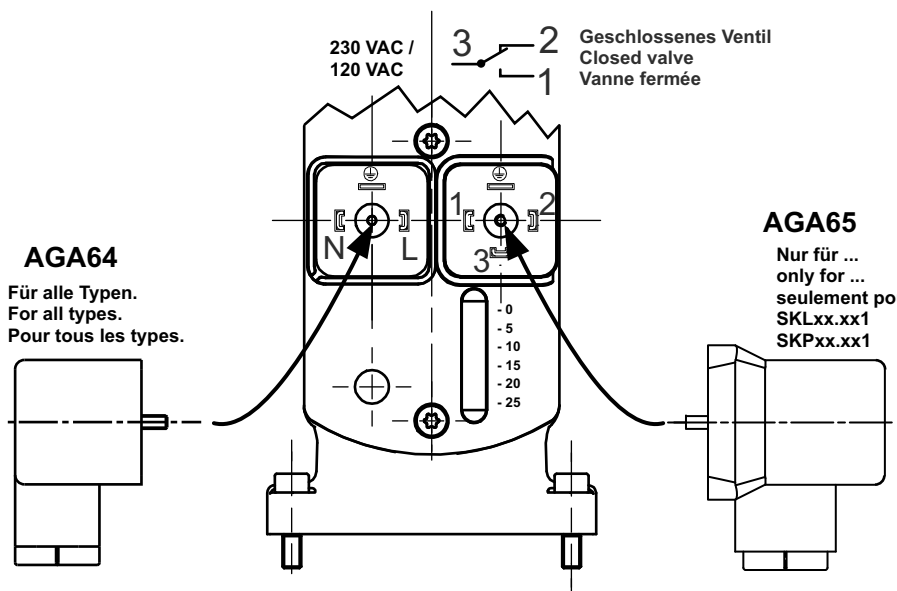 230 VAC /
120 VAC
3 2
1
Geschlossenes Ventil
Closed valve
Vanne fermée
N L
1 2
3
AGA64
Für alle Typen.
For all types.
Pour tous les types.
AGA65
Nur für ...
only for ...
seulement po
SKLxx.xx1
SKPxx.xx1
- 0
- 5
- 10
- 15
- 20
- 25